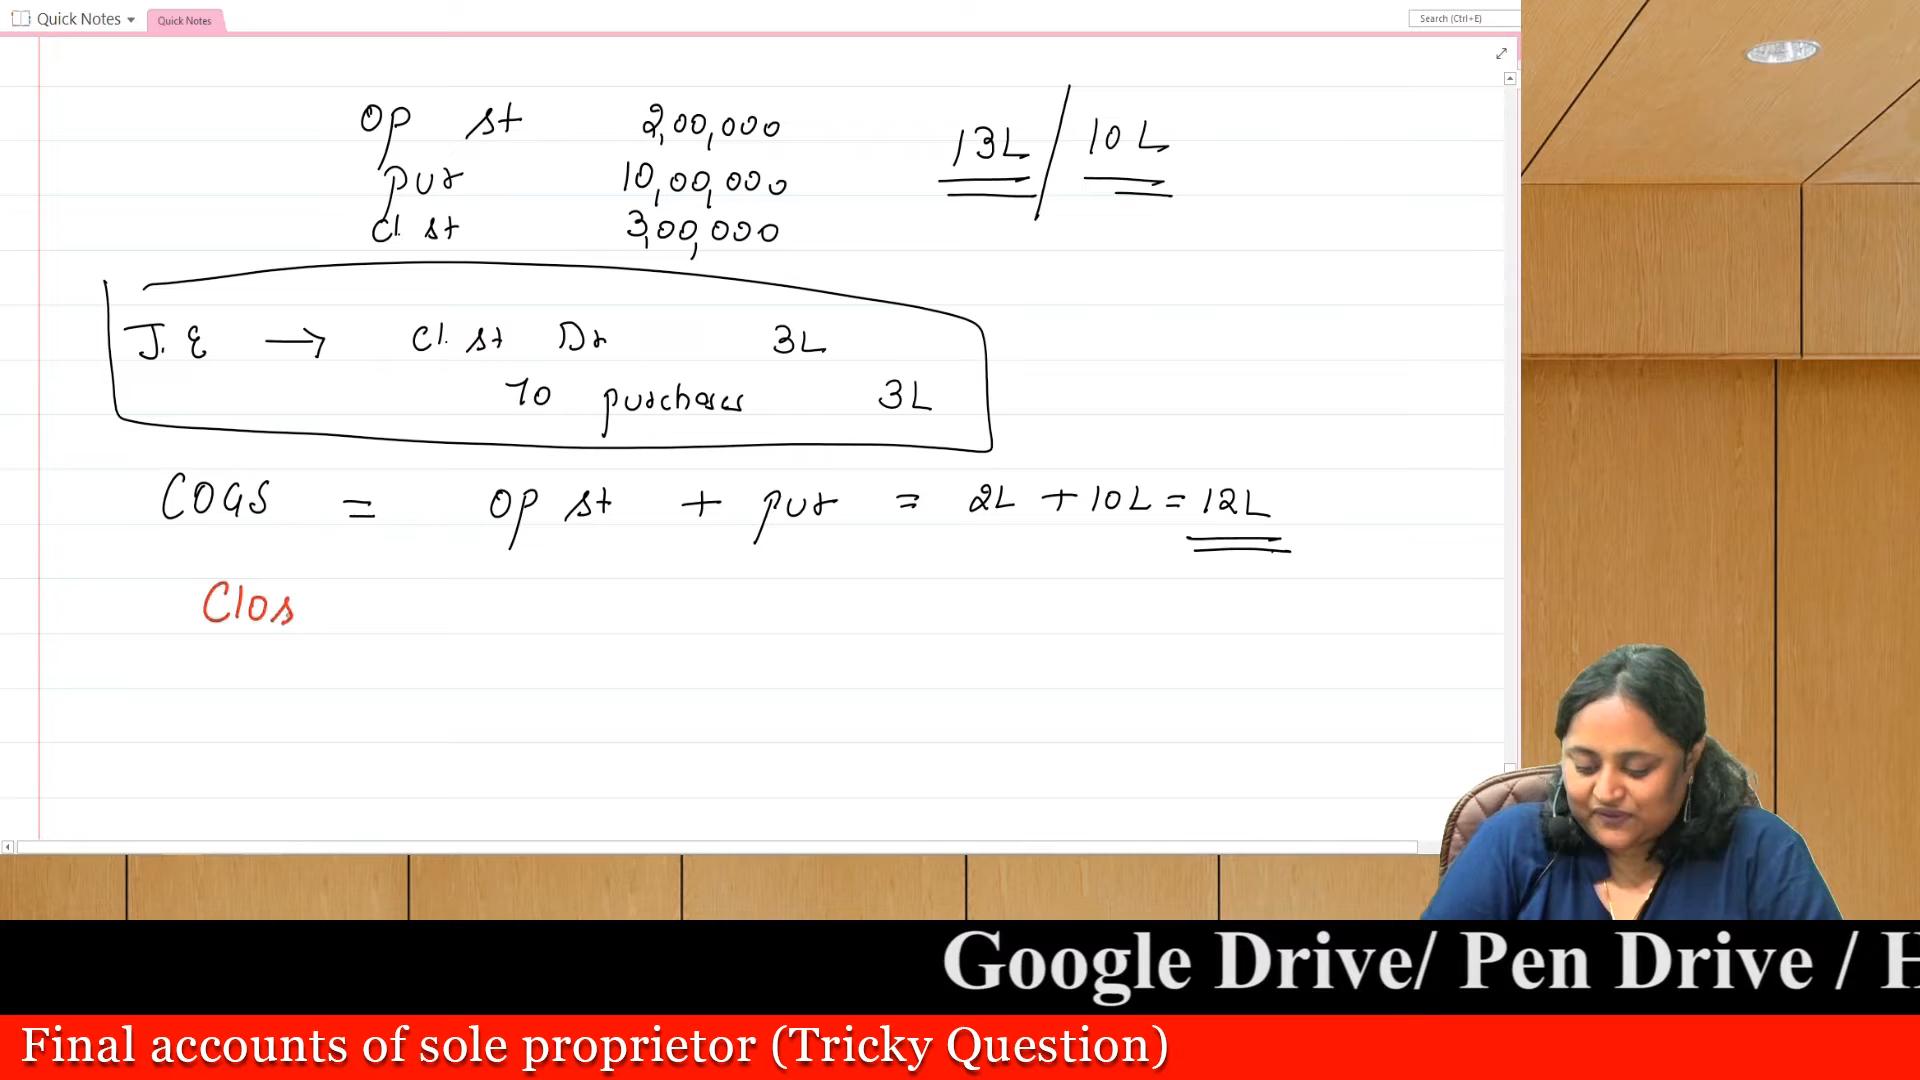 Quick Notes
Quick Notes
Search (Ctrl+E)
Op st 2,00,000
pur 10,00,000
Cl. st 3,00,000
13L / 10L
J.E → Cl. st Dr 3L
To purchases 3L
COGS = Op st + pur = 2L + 10L = 12L
Clos
Google Drive/ Pen Drive / H
Final accounts of sole proprietor (Tricky Question)